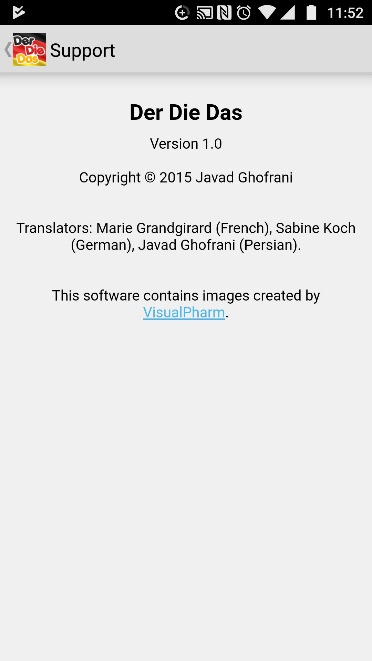 11:52
Der
Die
Das
Support
Der Die Das
Version 1.0
Copyright © 2015 Javad Ghofrani
Translators: Marie Grandgirard (French), Sabine Koch
(German), Javad Ghofrani (Persian).
This software contains images created by
VisualPharm.